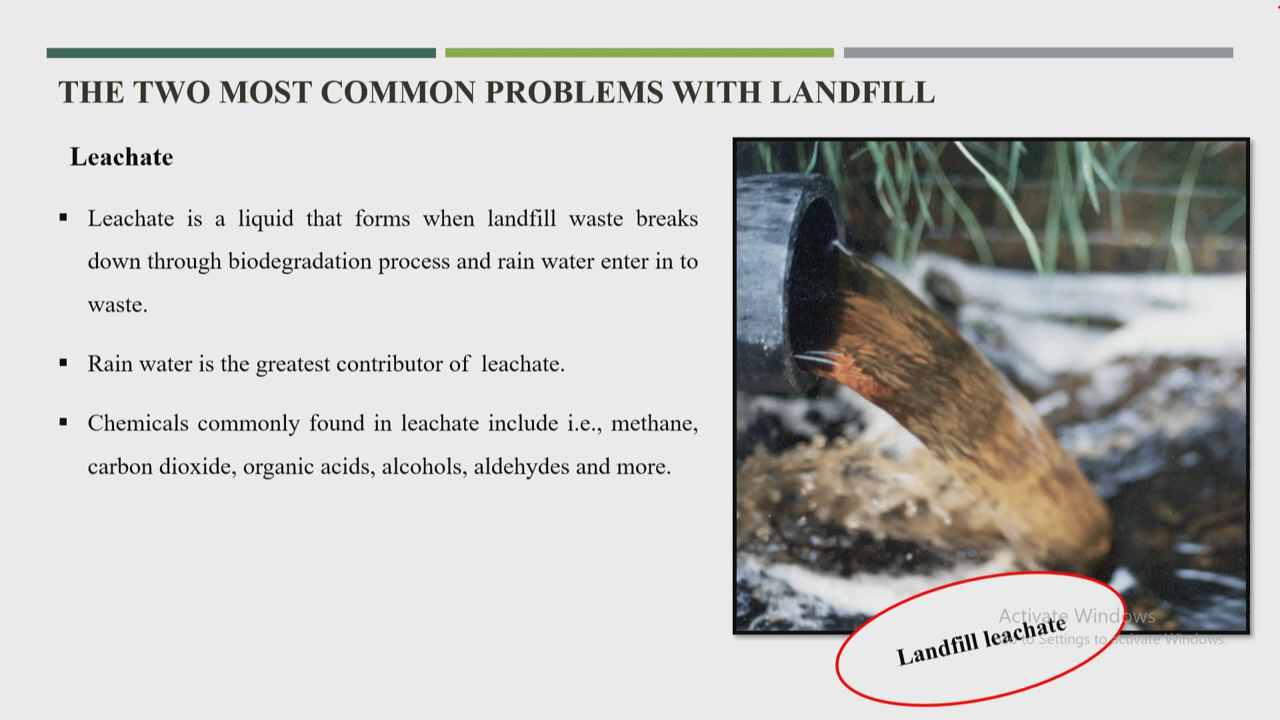 THE TWO MOST COMMON PROBLEMS WITH LANDFILL
Leachate
▪ Leachate is a liquid that forms when landfill waste breaks
down through biodegradation process and rain water enter in to
waste.
▪ Rain water is the greatest contributor of leachate.
▪ Chemicals commonly found in leachate include i.e., methane,
carbon dioxide, organic acids, alcohols, aldehydes and more.
Landfill leachate
Activate Windows
Settings to activate Windows.